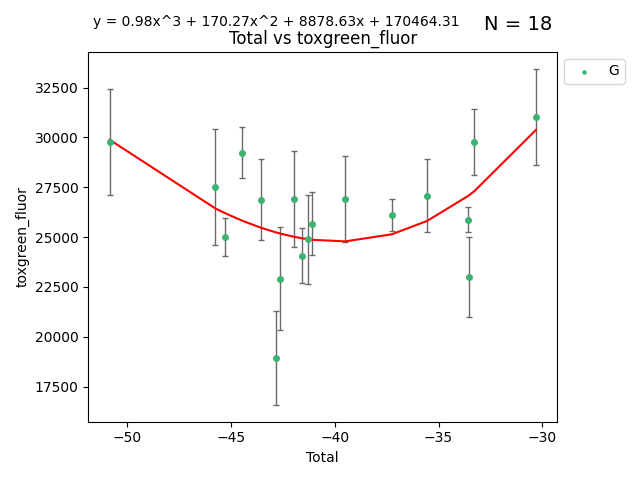 y = 0.98x^3 + 170.27x^2 + 8878.63x + 170464.31
N = 18
Total vs toxgreen_fluor
G
32500
30000
27500
25000
22500
20000
17500
toxgreen_fluor
−50
−45
−40
−35
−30
Total